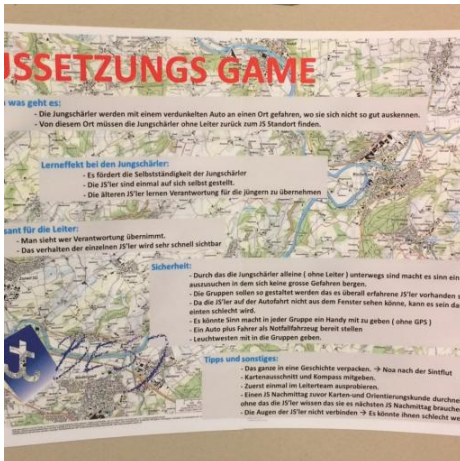 USSETZUNGS GAME
was geht es:
- Die Jungschärler werden mit einem verdunkelten Auto an einen Ort gefahren, wo sie sich nicht so gut auskennen.
- Von diesem Ort müssen die Jungschärler ohne Leiter zurück zum JS Standort finden.
Lerneffekt bei den Jungschärler:
- Es fördert die Selbstständigkeit der Jungschärler
- Die JS'ler sind einmal auf sich selbst gestellt.
- Die älteren JS'ler lernen Verantwortung für die jüngern zu übernehmen
sant für die Leiter:
- Man sieht wer Verantwortung übernimmt.
- Das verhalten der einzelnen JS'ler wird sehr schnell sichtbar
Sicherheit:
- Durch das die Jungschärler alleine ( ohne Leiter ) unterwegs sind macht es sinn ein
auszusuchen in dem sich keine grosse Gefahren bergen.
- Die Gruppen sollen so gestaltet werden das es überall erfahrene JS'ler vorhanden s
- Da die JS'ler auf der Autofahrt nicht aus dem Fenster sehen könne, kann es sein da
einten schlecht wird.
- Es könnte Sinn macht in jeder Gruppe ein Handy mit zu geben ( ohne GPS )
- Ein Auto plus Fahrer als Notfallfahrzeug bereit stellen
- Leuchtwesten mit in die Gruppen geben.
Tipps und sonstiges:
- Das ganze in eine Geschichte verpacken. → Noa nach der Sintflut
- Kartenausschnitt und Kompass mitgeben.
- Zuerst einmal im Leiterteam ausprobieren.
- Einen JS Nachmittag zuvor Karten-und Orientierungskunde durchne
ohne das die JS'ler wissen das sie es nächsten JS Nachmittag brauche
- Die Augen der JS'ler nicht verbinden → Es könnte ihnen schlecht we